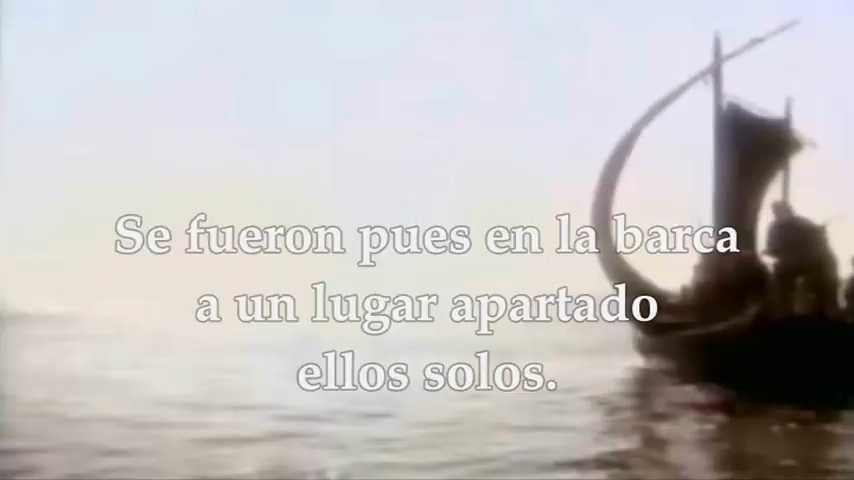 Se fueron pues en la barca
a un lugar apartado
ellos solos.